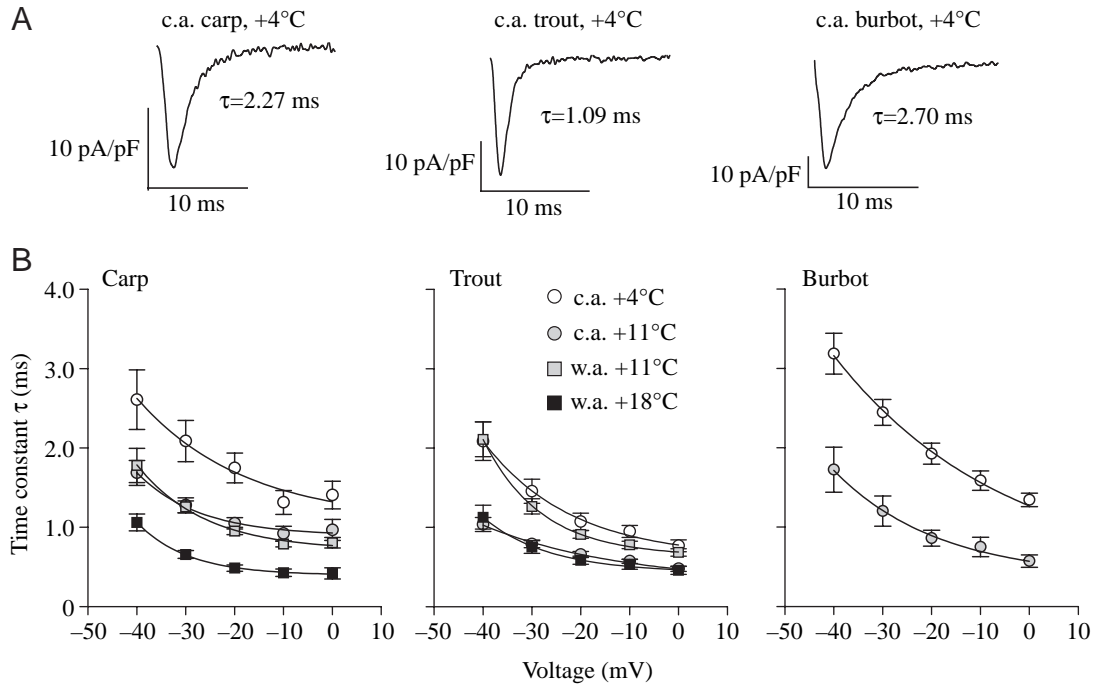 A
c.a. carp, +4°C
c.a. trout, +4°C
c.a. burbot, +4°C
τ=2.27 ms
τ=1.09 ms
τ=2.70 ms
10 pA/pF
10 pA/pF
10 pA/pF
10 ms
10 ms
10 ms
B
Carp
Trout
Burbot
4.0
3.0
2.0
1.0
0
Time constant τ (ms)
c.a. +4°C
c.a. +11°C
w.a. +11°C
w.a. +18°C
–50 –40 –30 –20 –10 0 10
–50 –40 –30 –20 –10 0 10
–50 –40 –30 –20 –10 0 10
Voltage (mV)